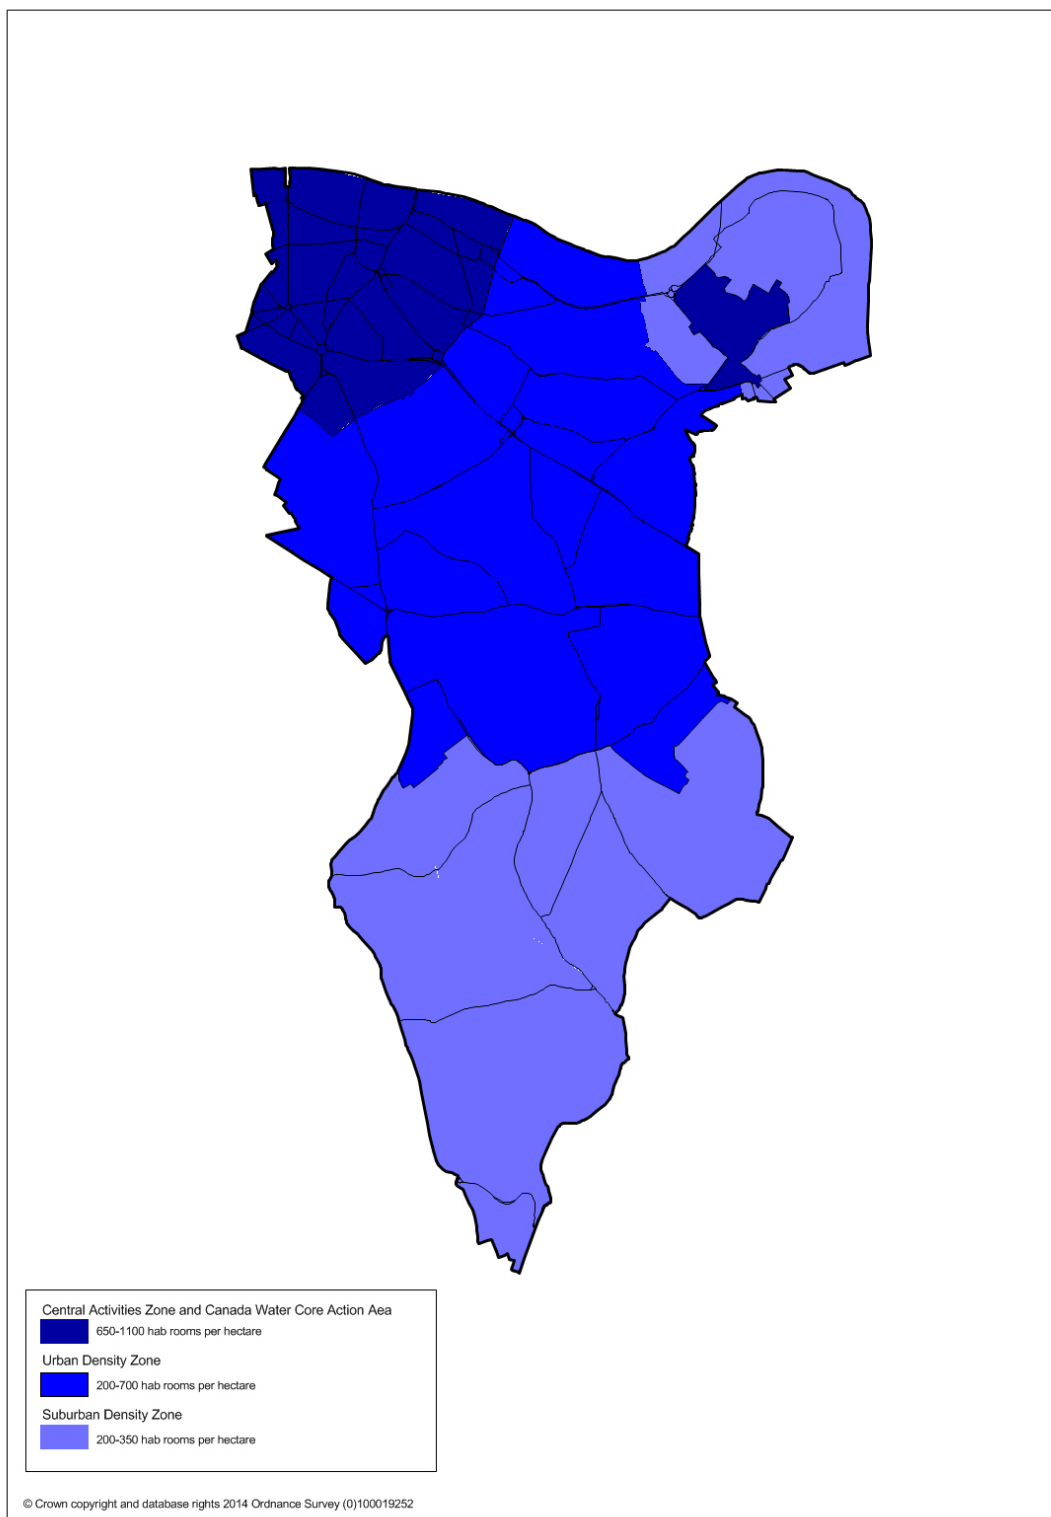 Central Activities Zone and Canada Water Core Action Aea
650-1100 hab rooms per hectare
Urban Density Zone
200-700 hab rooms per hectare
Suburban Density Zone
200-350 hab rooms per hectare
© Crown copyright and database rights 2014 Ordnance Survey (0)100019252